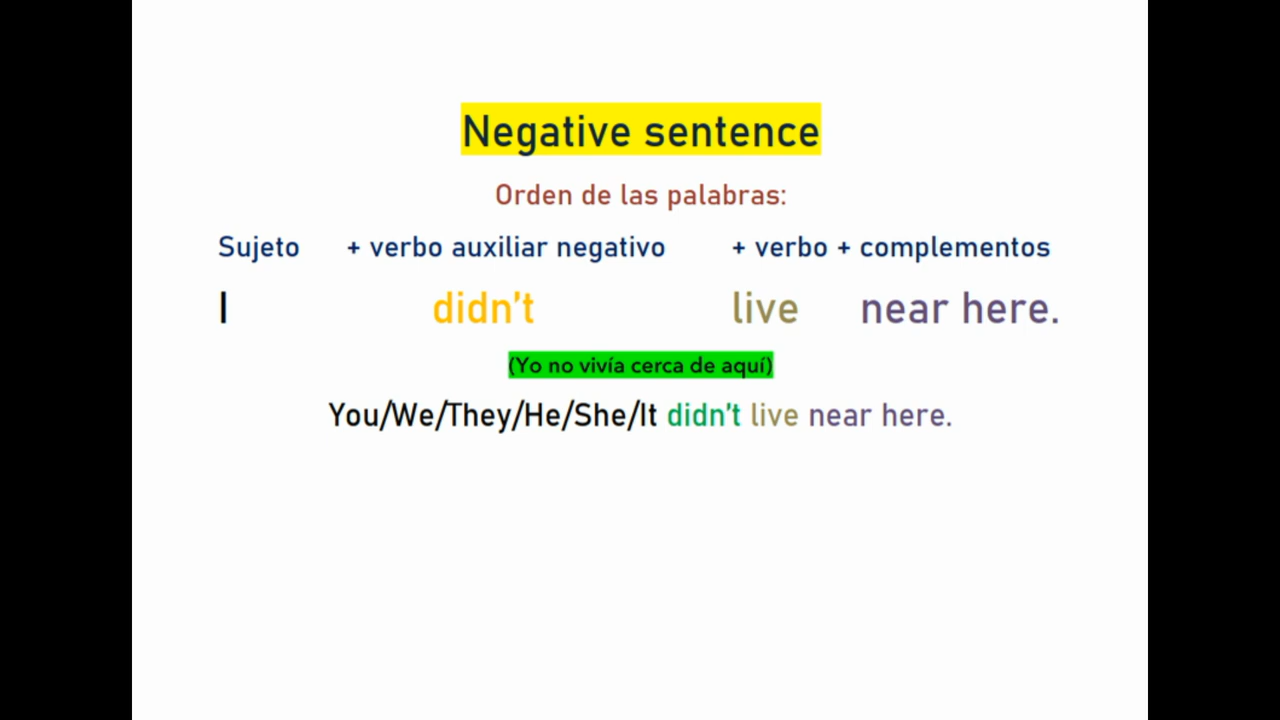 Negative sentence
Orden de las palabras:
Sujeto + verbo auxiliar negativo + verbo + complementos
I didn't live near here.
(Yo no vivía cerca de aquí)
You/We/They/He/She/It didn't live near here.